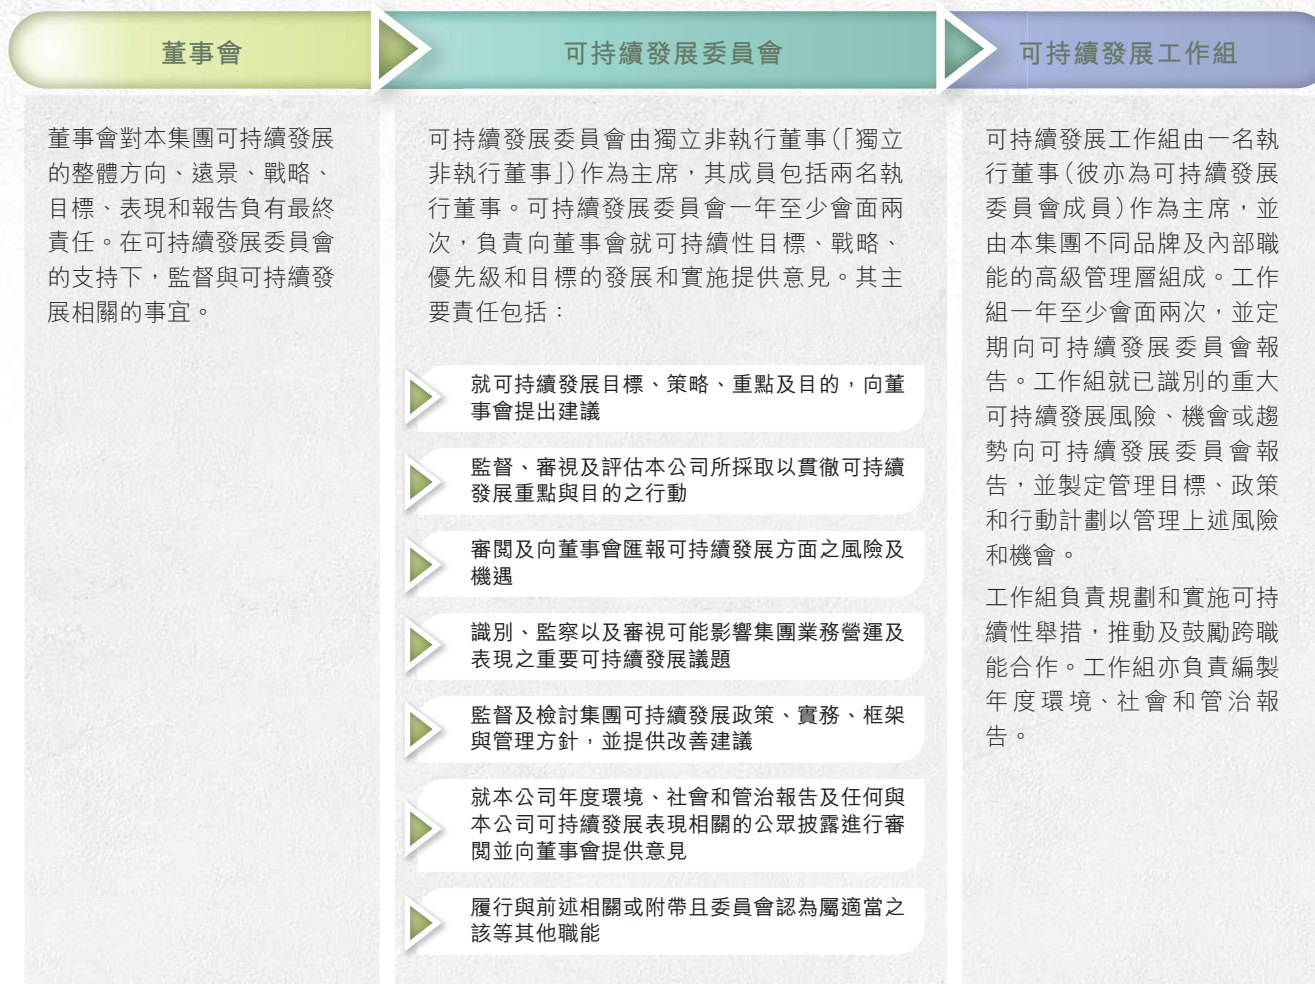 董事會
可持續發展委員會
可持續發展工作組
董事會對本集團可持續發展
的整體方向、遠景、戰略、
目標、表現和報告負有最終
責任。在可持續發展委員會
的支持下，監督與可持續發
展相關的事宜。
可持續發展委員會由獨立非執行董事（「獨立
非執行董事」）作為主席，其成員包括兩名執
行董事。可持續發展委員會一年至少會面兩
次，負責向董事會就可持續性目標、戰略、
優先級和目標的發展和實施提供意見。其主
要責任包括：
就可持續發展目標、策略、重點及目的，向董
事會提出建議
監督、審視及評估本公司所採取以貫徹可持續
發展重點與目的之行動
審閱及向董事會匯報可持續發展方面之風險及
機遇
識別、監察以及審視可能影響集團業務營運及
表現之重要可持續發展議題
監督及檢討集團可持續發展政策、實務、框架
與管理方針，並提供改善建議
就本公司年度環境、社會和管治報告及任何與
本公司可持續發展表現相關的公眾披露進行審
閱並向董事會提供意見
履行與前述相關或附帶且委員會認為屬適當之
該等其他職能
可持續發展工作組由一名執
行董事（彼亦為可持續發展
委員會成員）作為主席，並
由本集團不同品牌及內部職
能的高級管理層組成。工作
組一年至少會面兩次，並定
期向可持續發展委員會報
告。工作組就已識別的重大
可持續發展風險、機會或趨
勢向可持續發展委員會報
告，並製定管理目標、政策
和行動計劃以管理上述風險
和機會。
工作組負責規劃和實施可持
續性舉措，推動及鼓勵跨職
能合作。工作組亦負責編製
年度環境、社會和管治報
告。